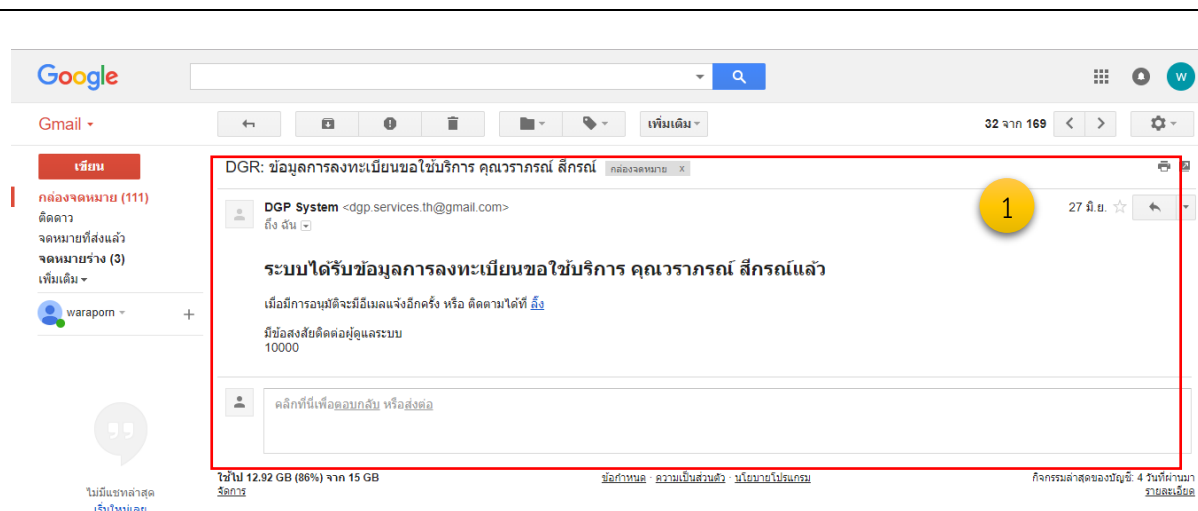 Google
W
Gmail
เพิ่มเติม
32 จาก 169
เขียน
DGR: ข้อมูลการลงทะเบียนขอใช้บริการ คุณวราภรณ์ สีกรณ์ กล่องจดหมาย x
กล่องจดหมาย (111)
ติดดาว
จดหมายที่ส่งแล้ว
จดหมายร่าง (3)
เพิ่มเติม
DGP System <dgp.services.th@gmail.com>
ถึง ฉัน
1
27 มิ.ย.
ระบบได้รับข้อมูลการลงทะเบียนขอใช้บริการ คุณวราภรณ์ สีกรณ์แล้ว
เมื่อมีการอนุมัติจะมีอีเมลแจ้งอีกครั้ง หรือ ติดตามได้ที่ ลิ้ง
waraporn
+
มีข้อสงสัยติดต่อผู้ดูแลระบบ
10000
คลิกที่นี่เพื่อตอบกลับ หรือส่งต่อ
ใช้ไป 12.92 GB (86%) จาก 15 GB
จัดการ
ข้อกำหนด - ความเป็นส่วนตัว - นโยบายโปรแกรม
กิจกรรมล่าสุดของบัญชี: 4 วันที่ผ่านมา
รายละเอียด
ไม่มีแชทล่าสุด
เริ่มใหม่เลย